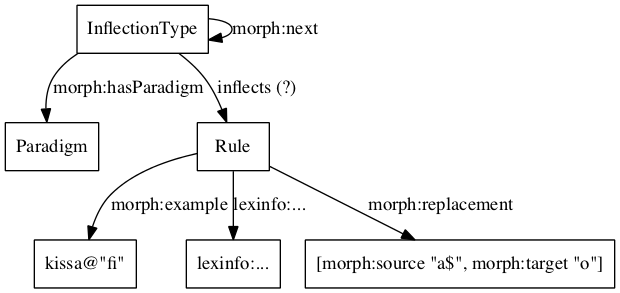 InflectionType
morph:next
morph:hasParadigm
inflects (?)
Paradigm
Rule
morph:example
lexinfo:...
morph:replacement
kissa@"fi"
lexinfo:...
[morph:source "a$", morph:target "o"]